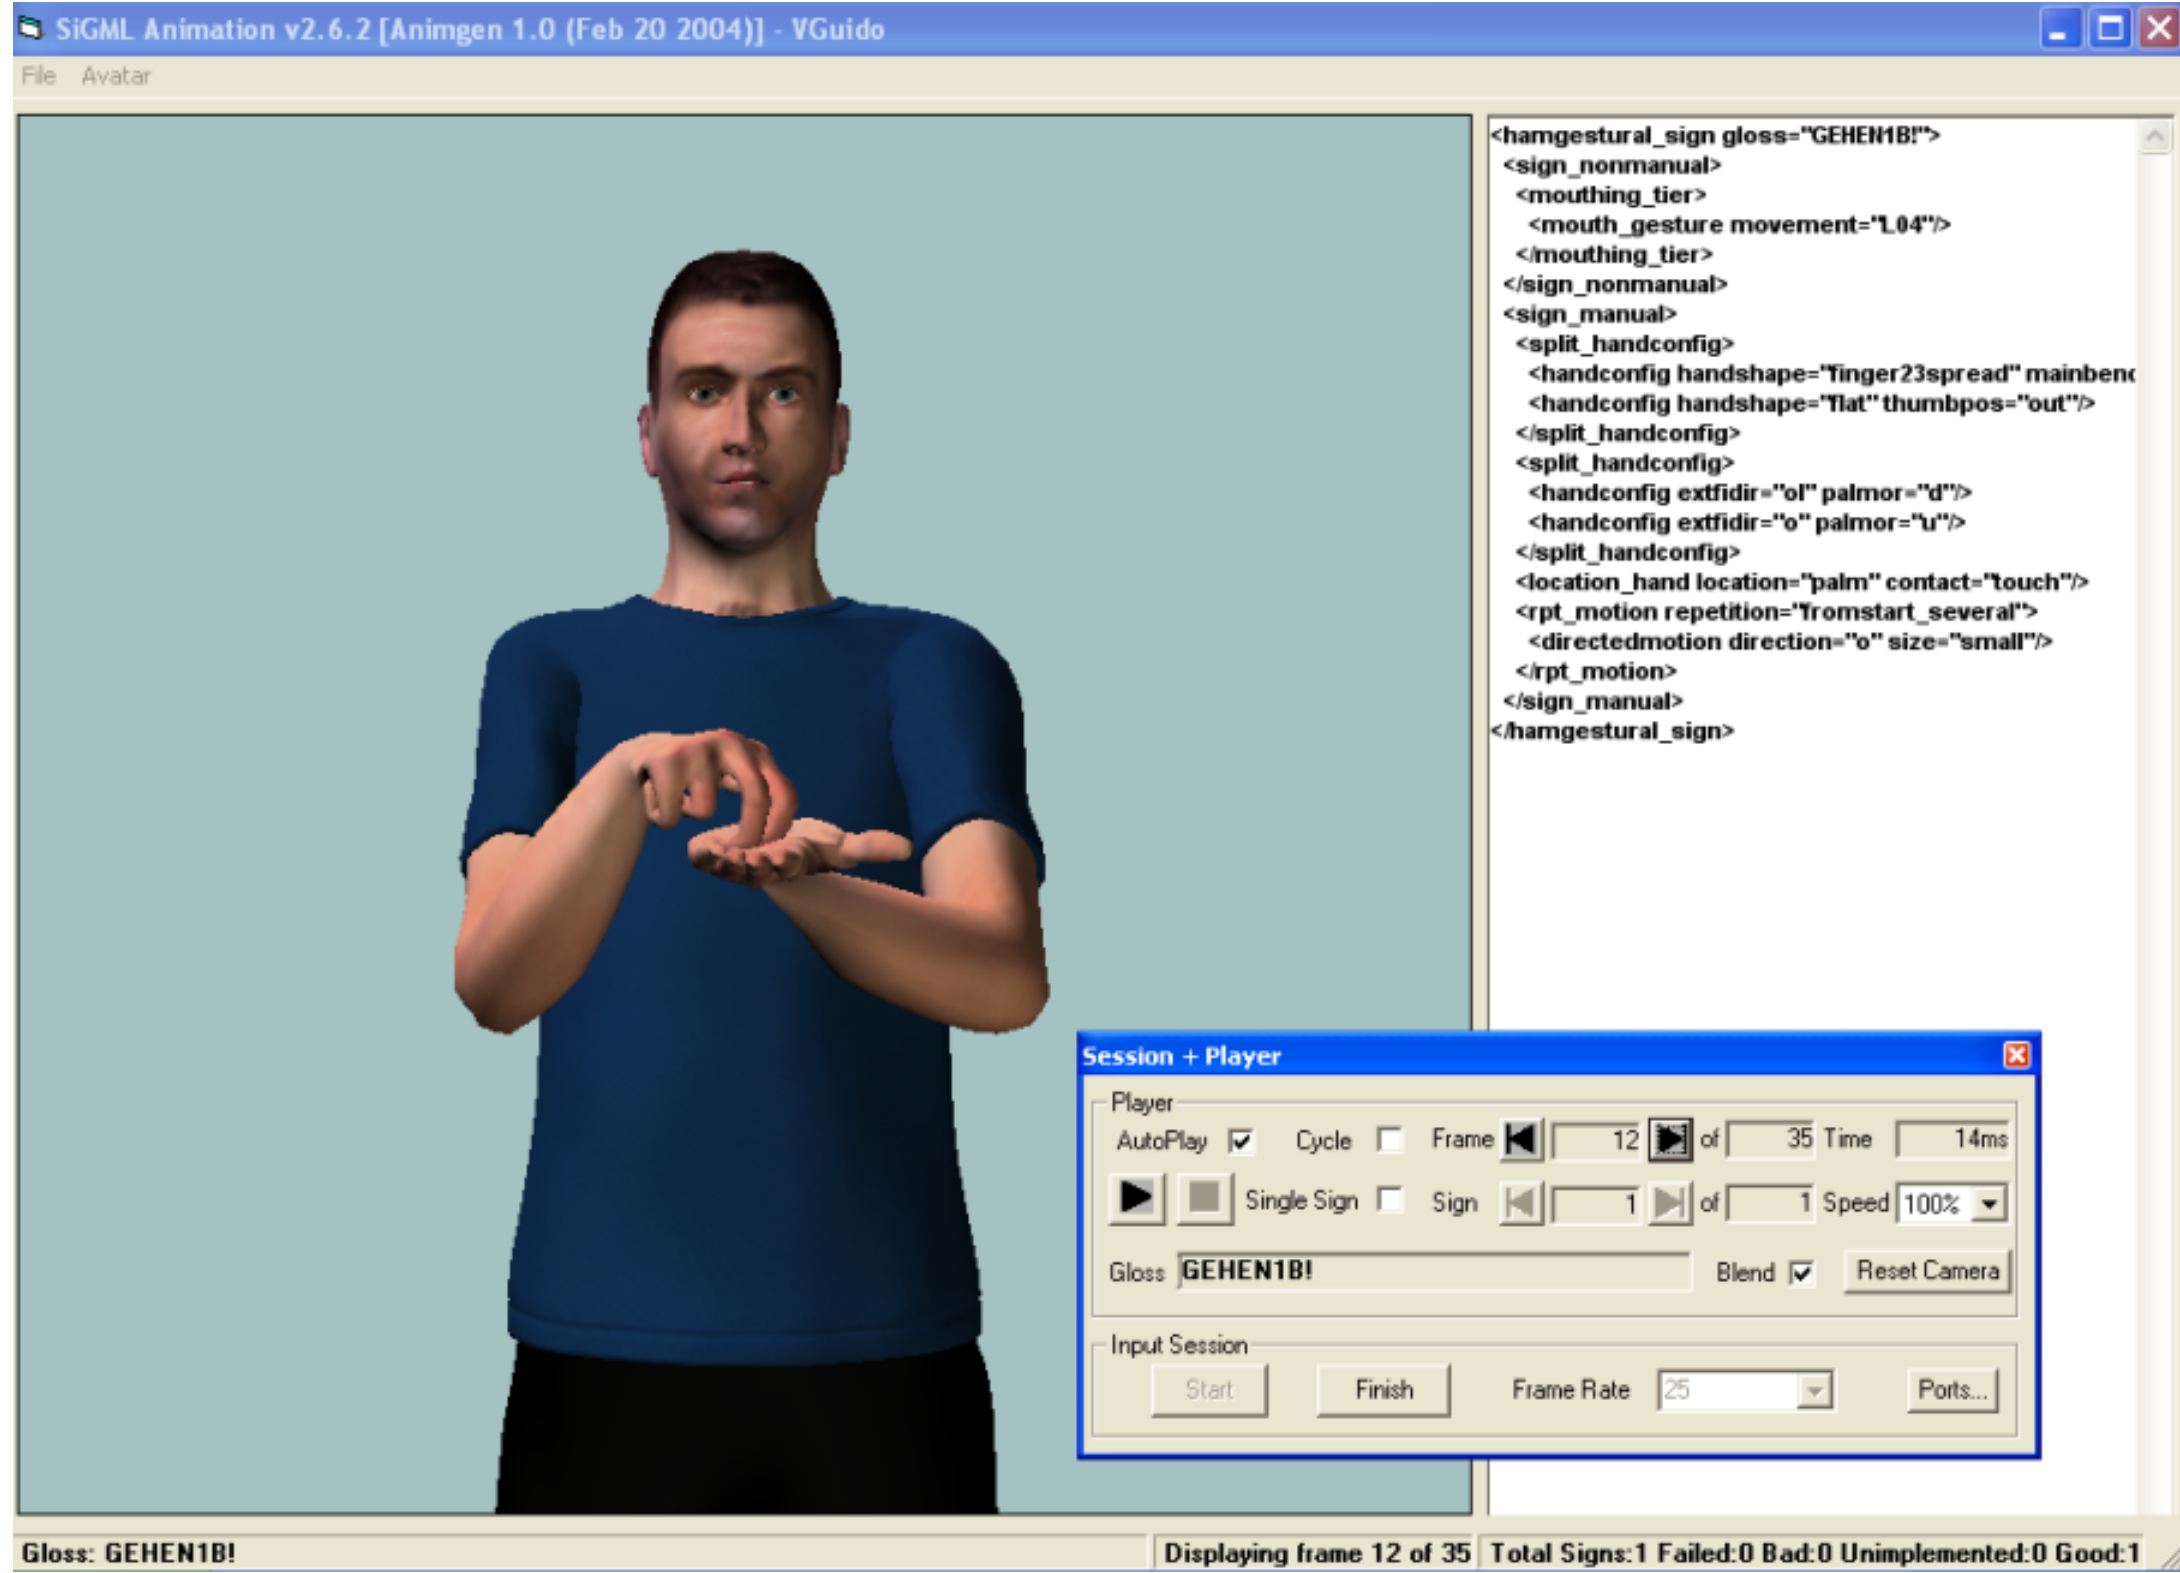 SiGML Animation v2.6.2 [Animgen 1.0 (Feb 20 2004)] - VGuido
File Avatar
<hamgestural_sign gloss="GEHEN1B!">
<sign_nonmanual>
<mouthing_tier>
<mouth_gesture movement="L04"/>
</mouthing_tier>
</sign_nonmanual>
<sign_manual>
<split_handconfig>
<handconfig handshape="finger23spread" mainbend
<handconfig handshape="flat" thumbpos="out"/>
</split_handconfig>
<split_handconfig>
<handconfig extfidir="ol" palmor="d"/>
<handconfig extfidir="o" palmor="u"/>
</split_handconfig>
<location_hand location="palm" contact="touch"/>
<rpt_motion repetition="fromstart_several">
<directedmotion direction="o" size="small"/>
</rpt_motion>
</sign_manual>
</hamgestural_sign>
Session + Player
Player
AutoPlay Cycle Frame 12 of 35 Time 14ms
Single Sign Sign 1 of 1 Speed 100%
Gloss GEHEN1B! Blend Reset Camera
Input Session
Start Finish Frame Rate 25 Ports...
Gloss: GEHEN1B! Displaying frame 12 of 35 Total Signs:1 Failed:0 Bad:0 Unimplemented:0 Good:1